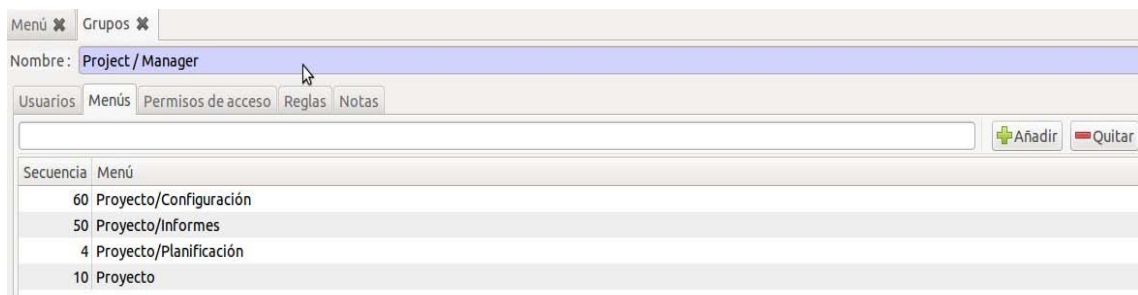 Menú ✖ Grupos ✖
Nombre: Project / Manager
Usuarios Menús Permisos de acceso Reglas Notas
Añadir Quitar
Secuencia Menú
60 Proyecto/Configuración
50 Proyecto/Informes
4 Proyecto/Planificación
10 Proyecto